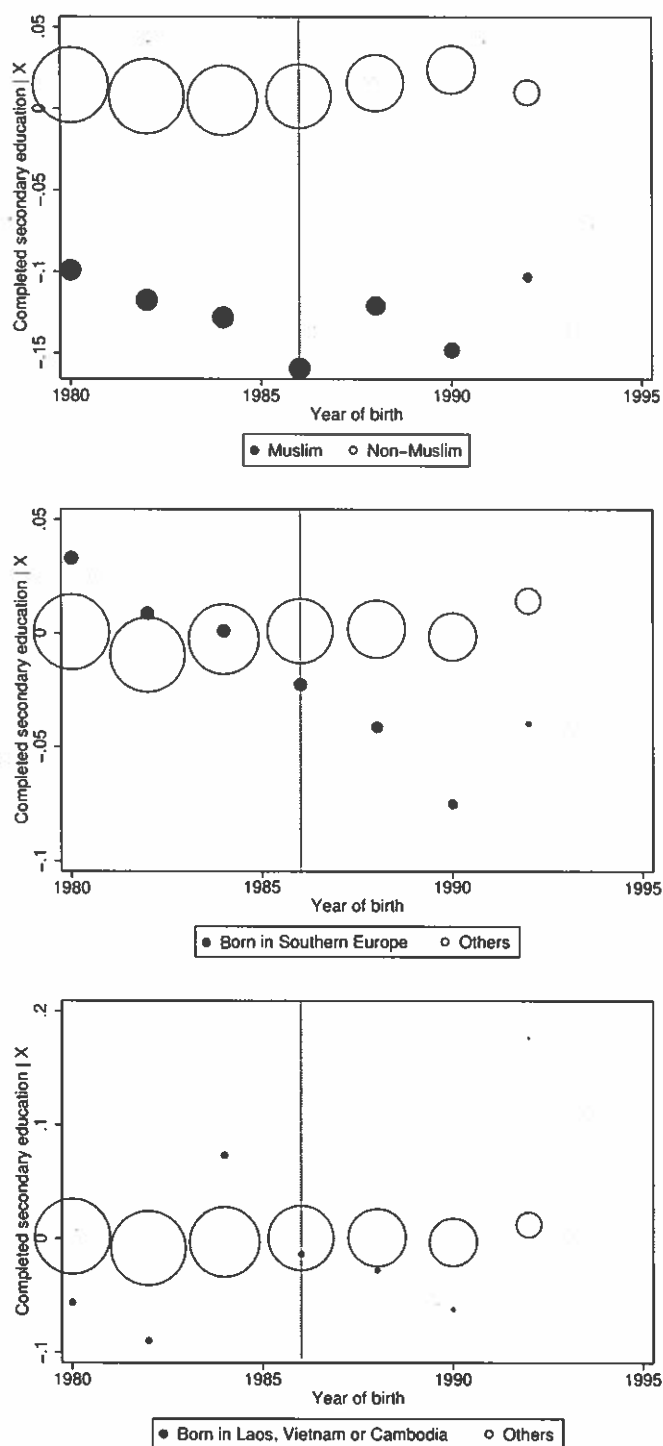 .05
0
-.05
-.1
-.15
Completed secondary education | X
1980 1985 1990 1995
Year of birth
● Muslim ○ Non-Muslim
.05
0
-.05
-.1
Completed secondary education | X
1980 1985 1990 1995
Year of birth
● Born in Southern Europe ○ Others
.2
.1
0
-.1
Completed secondary education | X
1980 1985 1990 1995
Year of birth
● Born in Laos, Vietnam or Cambodia ○ Others